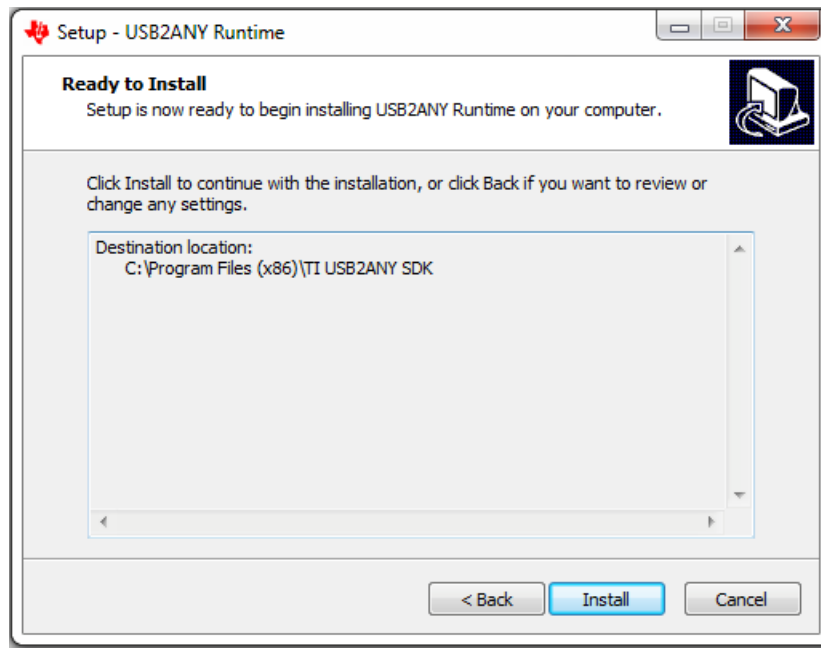 Setup - USB2ANY Runtime
Ready to Install
Setup is now ready to begin installing USB2ANY Runtime on your computer.
Click Install to continue with the installation, or click Back if you want to review or
change any settings.
Destination location:
C:\Program Files (x86)\TI USB2ANY SDK
< Back
Install
Cancel